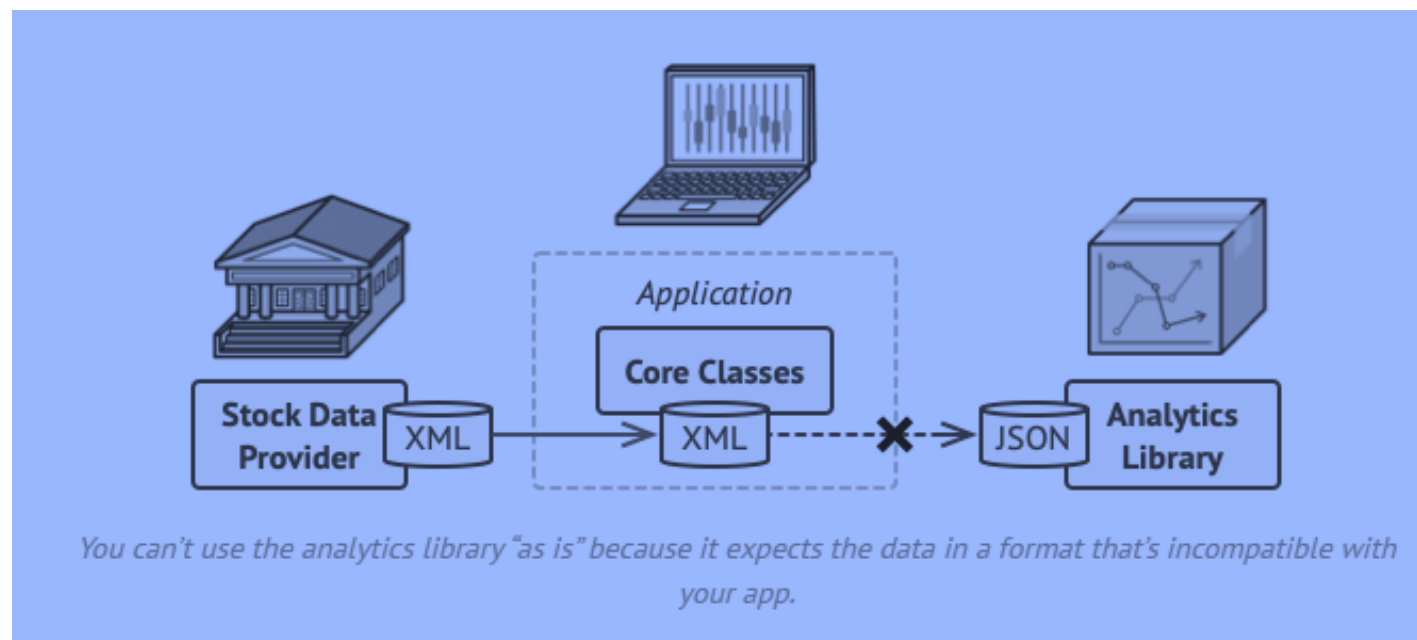 Application
Core Classes
Stock Data
Provider
XML
XML
JSON
Analytics
Library
You can’t use the analytics library “as is” because it expects the data in a format that’s incompatible with
your app.